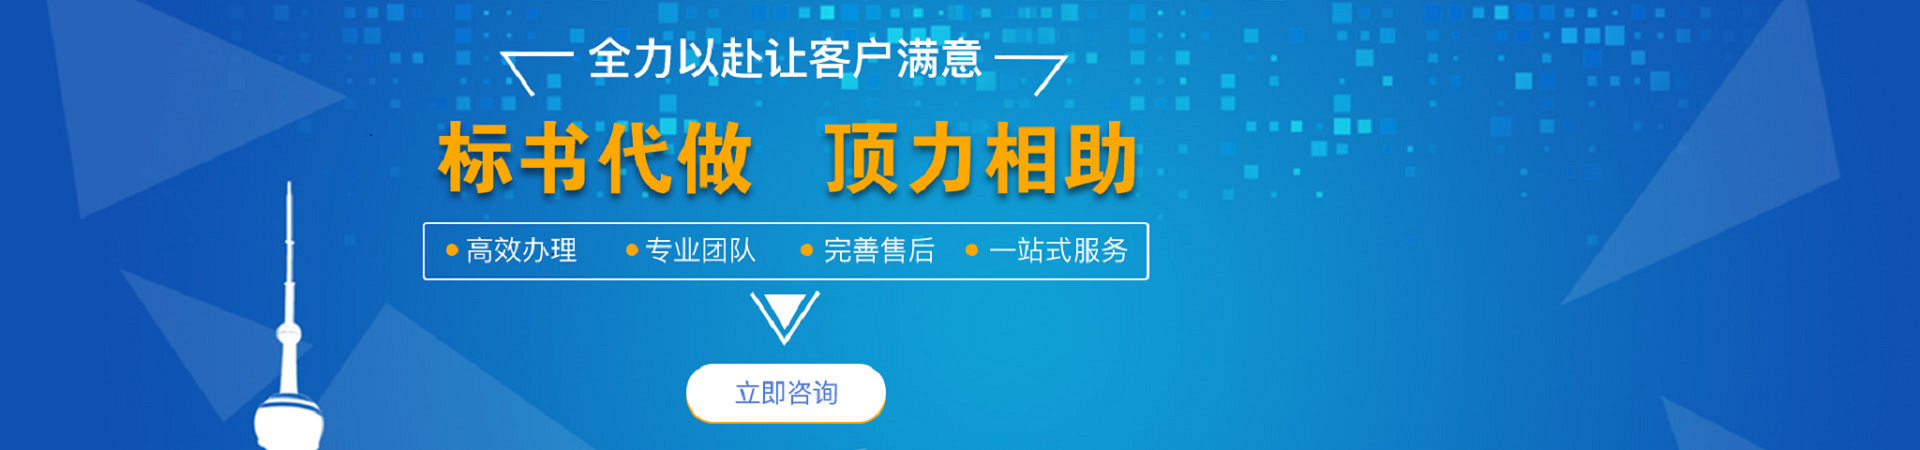 全力以赴让客户满意
标书代做 顶力相助
高效办理 专业团队 完善售后 一站式服务
立即咨询